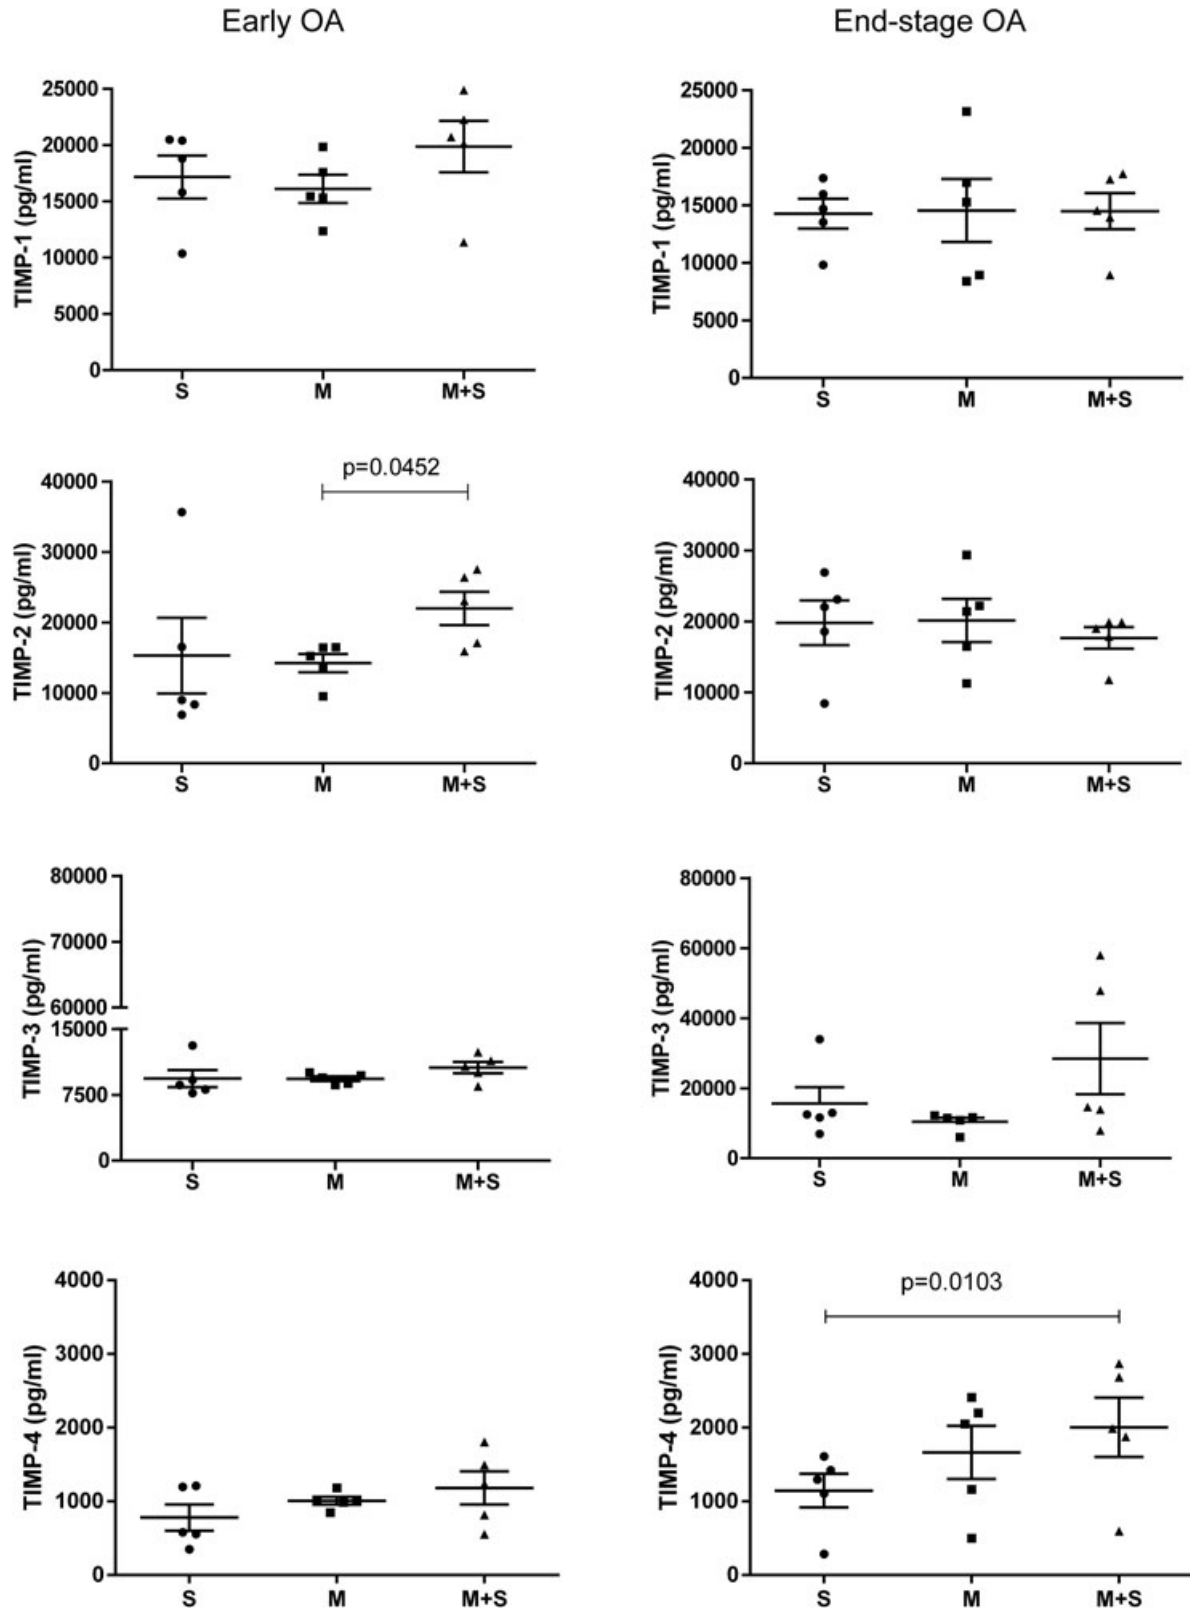 Early OA
End-stage OA
TIMP-1 (pg/ml)
25000
20000
15000
10000
5000
0
S M M+S
TIMP-1 (pg/ml)
25000
20000
15000
10000
5000
0
S M M+S
TIMP-2 (pg/ml)
40000
30000
20000
10000
0
p=0.0452
S M M+S
TIMP-2 (pg/ml)
40000
30000
20000
10000
0
S M M+S
TIMP-3 (pg/ml)
80000
70000
60000
15000
7500
0
S M M+S
TIMP-3 (pg/ml)
80000
60000
40000
20000
0
S M M+S
TIMP-4 (pg/ml)
4000
3000
2000
1000
0
S M M+S
TIMP-4 (pg/ml)
4000
3000
2000
1000
0
p=0.0103
S M M+S